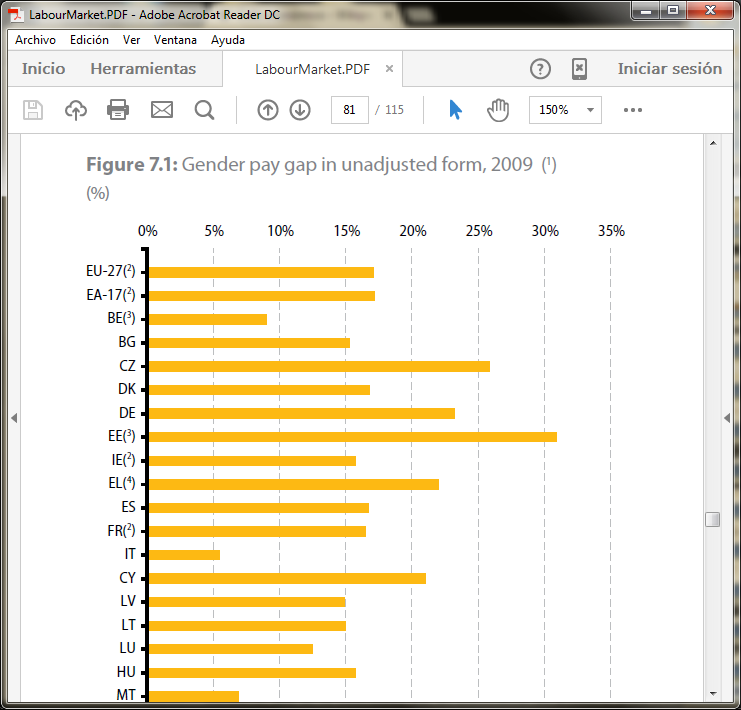 LabourMarket.PDF - Adobe Acrobat Reader DC
Archivo Edición Ver Ventana Ayuda
Inicio Herramientas LabourMarket.PDF × ? Iniciar sesión
81 / 115 150%
Figure 7.1: Gender pay gap in unadjusted form, 2009 (¹)
(%)
0% 5% 10% 15% 20% 25% 30% 35%
EU-27(²)
EA-17(²)
BE(³)
BG
CZ
DK
DE
EE(³)
IE(²)
EL(⁴)
ES
FR(²)
IT
CY
LV
LT
LU
HU
MT